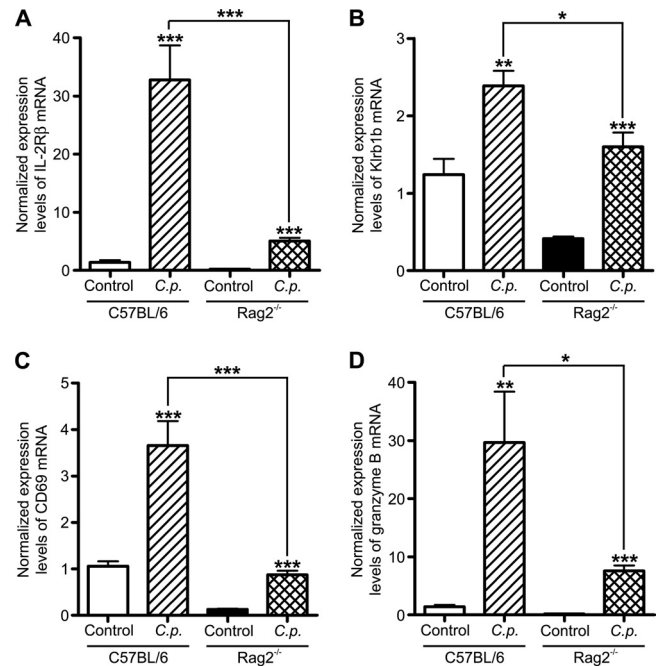 A
***
***
***
Normalized expression
levels of IL-2Rβ mRNA
40
30
20
10
0
Control C.p. Control C.p.
C57BL/6 Rag2-/-
B
*
**
***
Normalized expression
levels of Klrb1b mRNA
3
2
1
0
Control C.p. Control C.p.
C57BL/6 Rag2-/-
C
***
***
***
Normalized expression
levels of CD69 mRNA
5
4
3
2
1
0
Control C.p. Control C.p.
C57BL/6 Rag2-/-
D
*
**
***
Normalized expression
levels of granzyme B mRNA
40
30
20
10
0
Control C.p. Control C.p.
C57BL/6 Rag2-/-